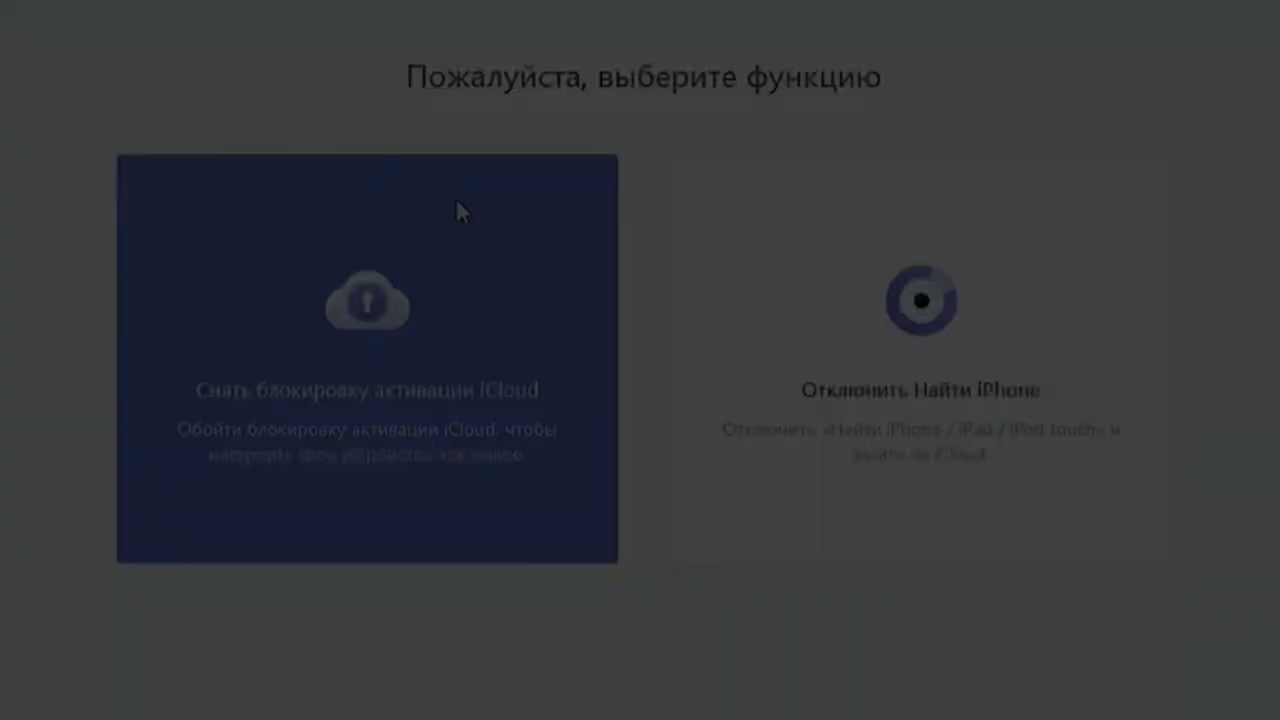 Пожалуйста, выберите функцию
Снять блокировку активации iCloud
Обойти блокировку активации iCloud, чтобы
настроить свое устройство как новое
Отключить Найти iPhone
Отключить «Найти iPhone / iPad / iPod touch» и
выйти из iCloud